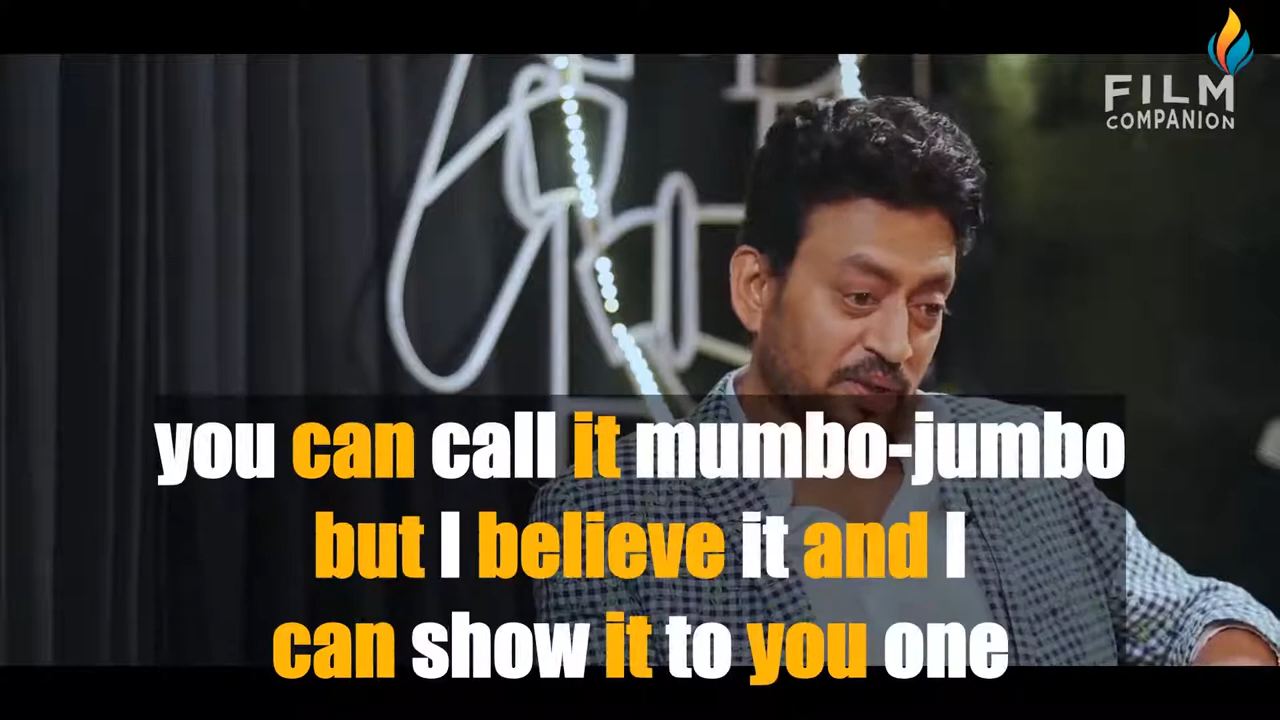 FILM
COMPANION
you can call it mumbo-jumbo
but I believe it and I
can show it to you one